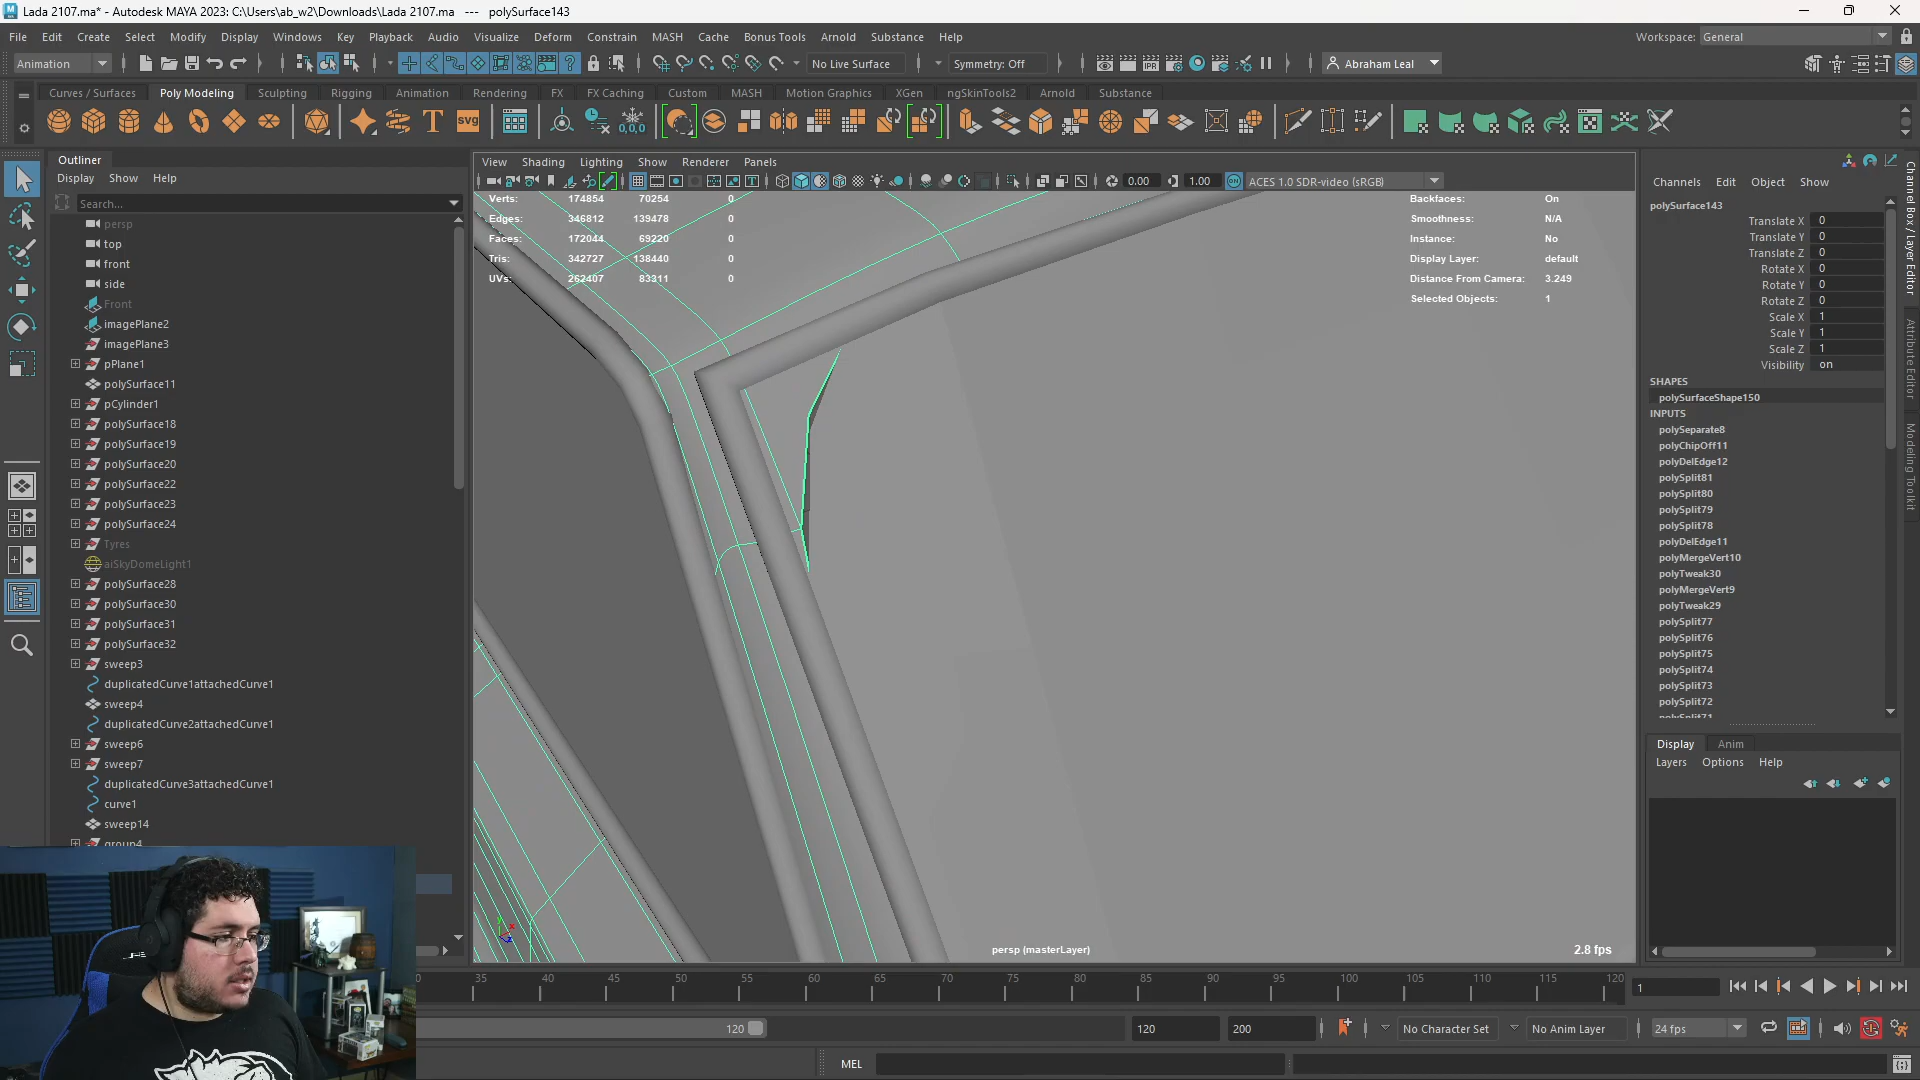 Lada 2107.ma* - Autodesk MAYA 2023: C:\Users\ab_w2\Downloads\Lada 2107.ma   ---   polySurface143
File Edit Create Select Modify Display Windows Key Playback Audio Visualize Deform Constrain MASH Cache Bonus Tools Arnold Substance Help
Workspace: General
Animation
No Live Surface
Symmetry: Off
Abraham Leal
Curves / Surfaces Poly Modeling Sculpting Rigging Animation Rendering FX FX Caching Custom MASH Motion Graphics XGen ngSkinTools2 Arnold Substance
Outliner
Display Show Help
Search...
persp
top
front
side
Front
imagePlane2
imagePlane3
pPlane1
polySurface11
pCylinder1
polySurface18
polySurface19
polySurface20
polySurface22
polySurface23
polySurface24
Tyres
aiSkyDomeLight1
polySurface28
polySurface30
polySurface31
polySurface32
sweep3
duplicatedCurve1attachedCurve1
sweep4
duplicatedCurve2attachedCurve1
sweep6
sweep7
duplicatedCurve3attachedCurve1
curve1
sweep14
group4
View Shading Lighting Show Renderer Panels
0.00
1.00
ACES 1.0 SDR-video (sRGB)
Verts: 174854 70254 0
Edges: 346812 139478 0
Faces: 172044 69220 0
Tris: 342727 138440 0
UVs: 262407 83311 0
Backfaces: On
Smoothness: N/A
Instance: No
Display Layer: default
Distance From Camera: 3.249
Selected Objects: 1
persp (masterLayer)
2.8 fps
Channels Edit Object Show
polySurface143
Translate X 0
Translate Y 0
Translate Z 0
Rotate X 0
Rotate Y 0
Rotate Z 0
Scale X 1
Scale Y 1
Scale Z 1
Visibility on
SHAPES
polySurfaceShape150
INPUTS
polySeparate8
polyChipOff11
polyDelEdge12
polySplit81
polySplit80
polySplit79
polySplit78
polyDelEdge11
polyMergeVert10
polyTweak30
polyMergeVert9
polyTweak29
polySplit77
polySplit76
polySplit75
polySplit74
polySplit73
polySplit72
polySplit71
Display Anim
Layers Options Help
Channel Box / Layer Editor
Attribute Editor
Modeling Toolkit
35 40 45 50 55 60 65 70 75 80 85 90 95 100 105 110 115 120
1
120
120
200
No Character Set
No Anim Layer
24 fps
MEL